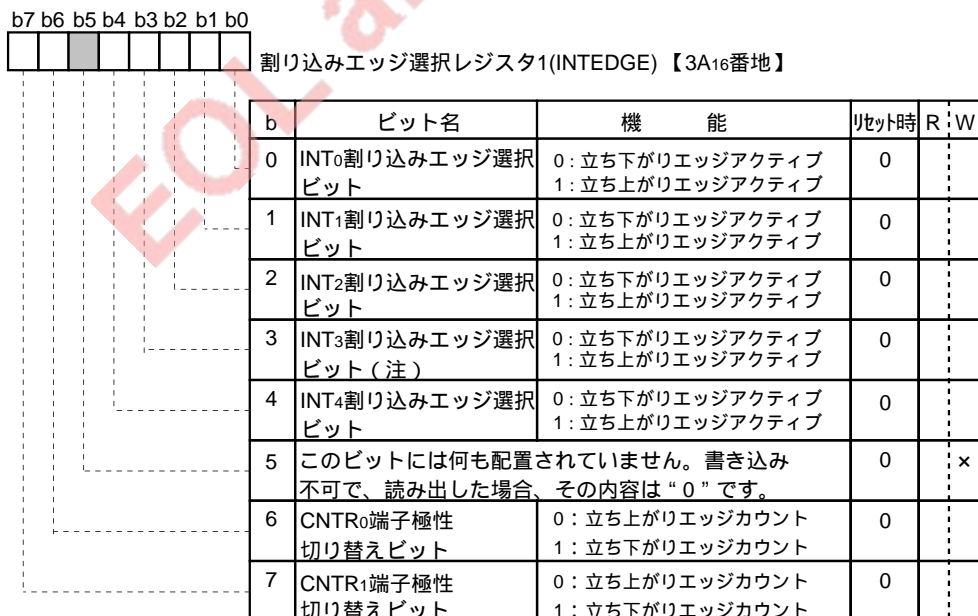 b7 b6 b5 b4 b3 b2 b1 b0
割り込みエッジ選択レジスタ1(INTEDGE)【3A16番地】
b ビット名 機 能 リセット時 R W
0 INT0割り込みエッジ選択 0 : 立ち下がりエッジアクティブ 0
ビット 1 : 立ち上がりエッジアクティブ
1 INT1割り込みエッジ選択 0 : 立ち下がりエッジアクティブ 0
ビット 1 : 立ち上がりエッジアクティブ
2 INT2割り込みエッジ選択 0 : 立ち下がりエッジアクティブ 0
ビット 1 : 立ち上がりエッジアクティブ
3 INT3割り込みエッジ選択 0 : 立ち下がりエッジアクティブ 0
ビット(注) 1 : 立ち上がりエッジアクティブ
4 INT4割り込みエッジ選択 0 : 立ち下がりエッジアクティブ 0
ビット 1 : 立ち上がりエッジアクティブ
5 このビットには何も配置されていません。書き込み 0 ×
不可で、読み出した場合、その内容は“0”です。
6 CNTR0端子極性 0:立ち上がりエッジカウント 0
切り替えビット 1:立ち下がりエッジカウント
7 CNTR1端子極性 0:立ち上がりエッジカウント 0
切り替えビット 1:立ち下がりエッジカウント
EOL a